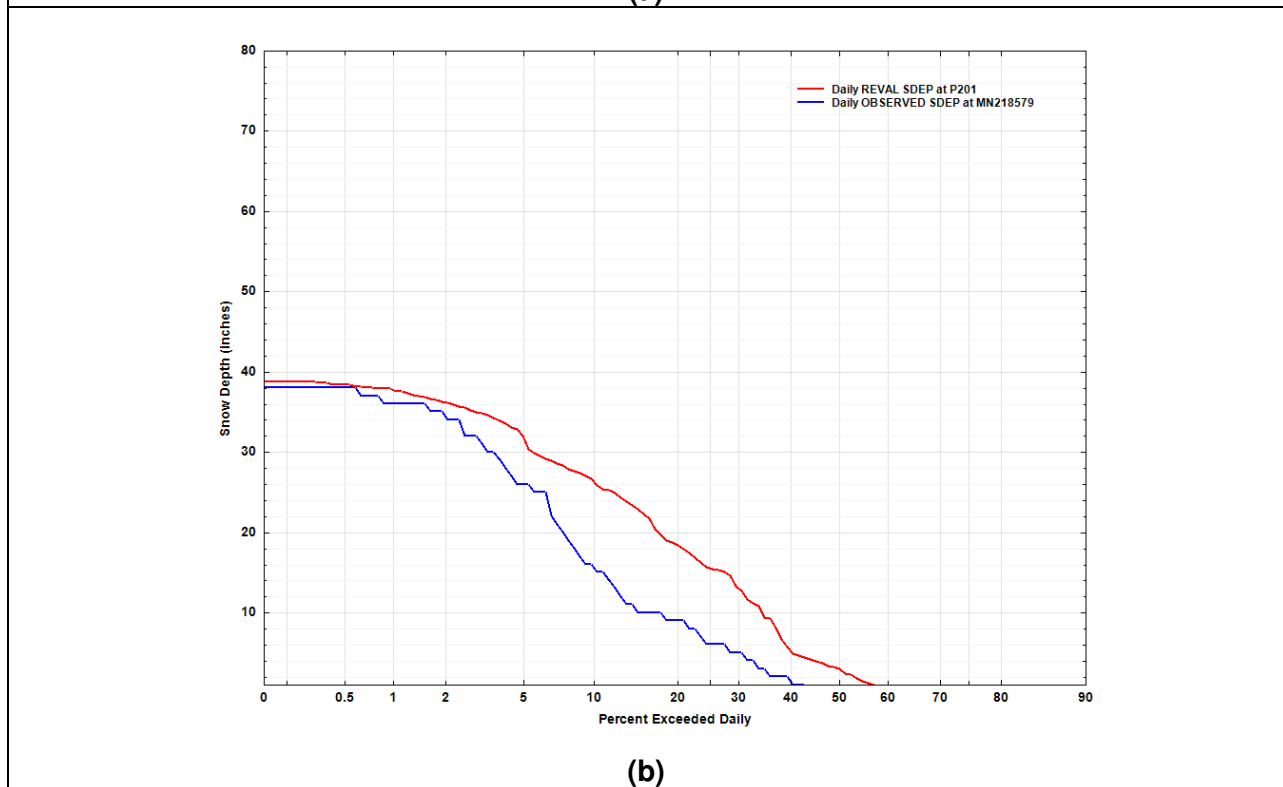 80
70
60
50
40
30
20
10
Snow Depth (inches)
Daily REVAL SDEP at P201
Daily OBSERVED SDEP at MN218579
0 0.5 1 2 5 10 20 30 40 50 60 70 80 90
Percent Exceeded Daily
(b)